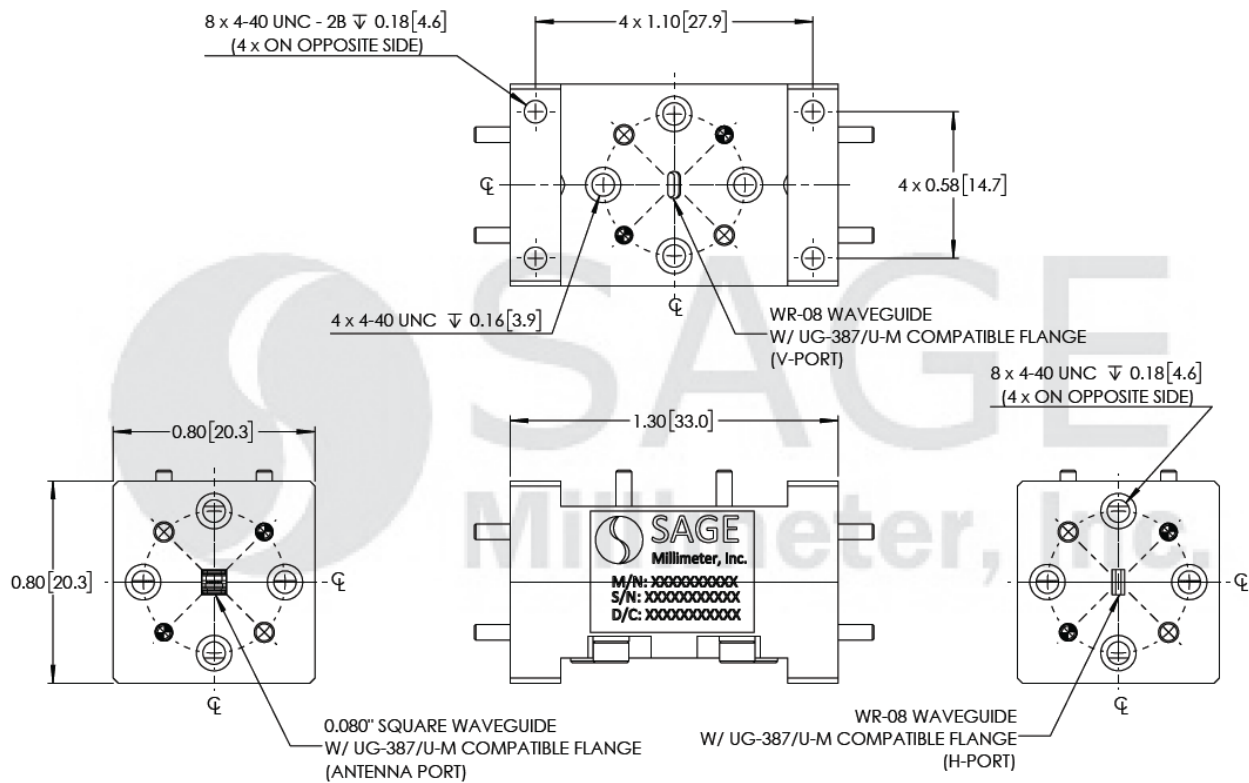 8 x 4-40 UNC - 2B ↧ 0.18[4.6]
(4 x ON OPPOSITE SIDE)
4 x 1.10[27.9]
4 x 0.58[14.7]
℄
℄
4 x 4-40 UNC ↧ 0.16[3.9]
WR-08 WAVEGUIDE
W/ UG-387/U-M COMPATIBLE FLANGE
(V-PORT)
8 x 4-40 UNC ↧ 0.18[4.6]
(4 x ON OPPOSITE SIDE)
SAGE
Millimeter, Inc.
0.80[20.3]
1.30[33.0]
0.80[20.3]
℄
℄
SAGE
Millimeter, Inc.
M/N: XXXXXXXXXXX
S/N: XXXXXXXXXXXX
D/C: XXXXXXXXXXXX
℄
℄
0.080" SQUARE WAVEGUIDE
W/ UG-387/U-M COMPATIBLE FLANGE
(ANTENNA PORT)
WR-08 WAVEGUIDE
W/ UG-387/U-M COMPATIBLE FLANGE
(H-PORT)